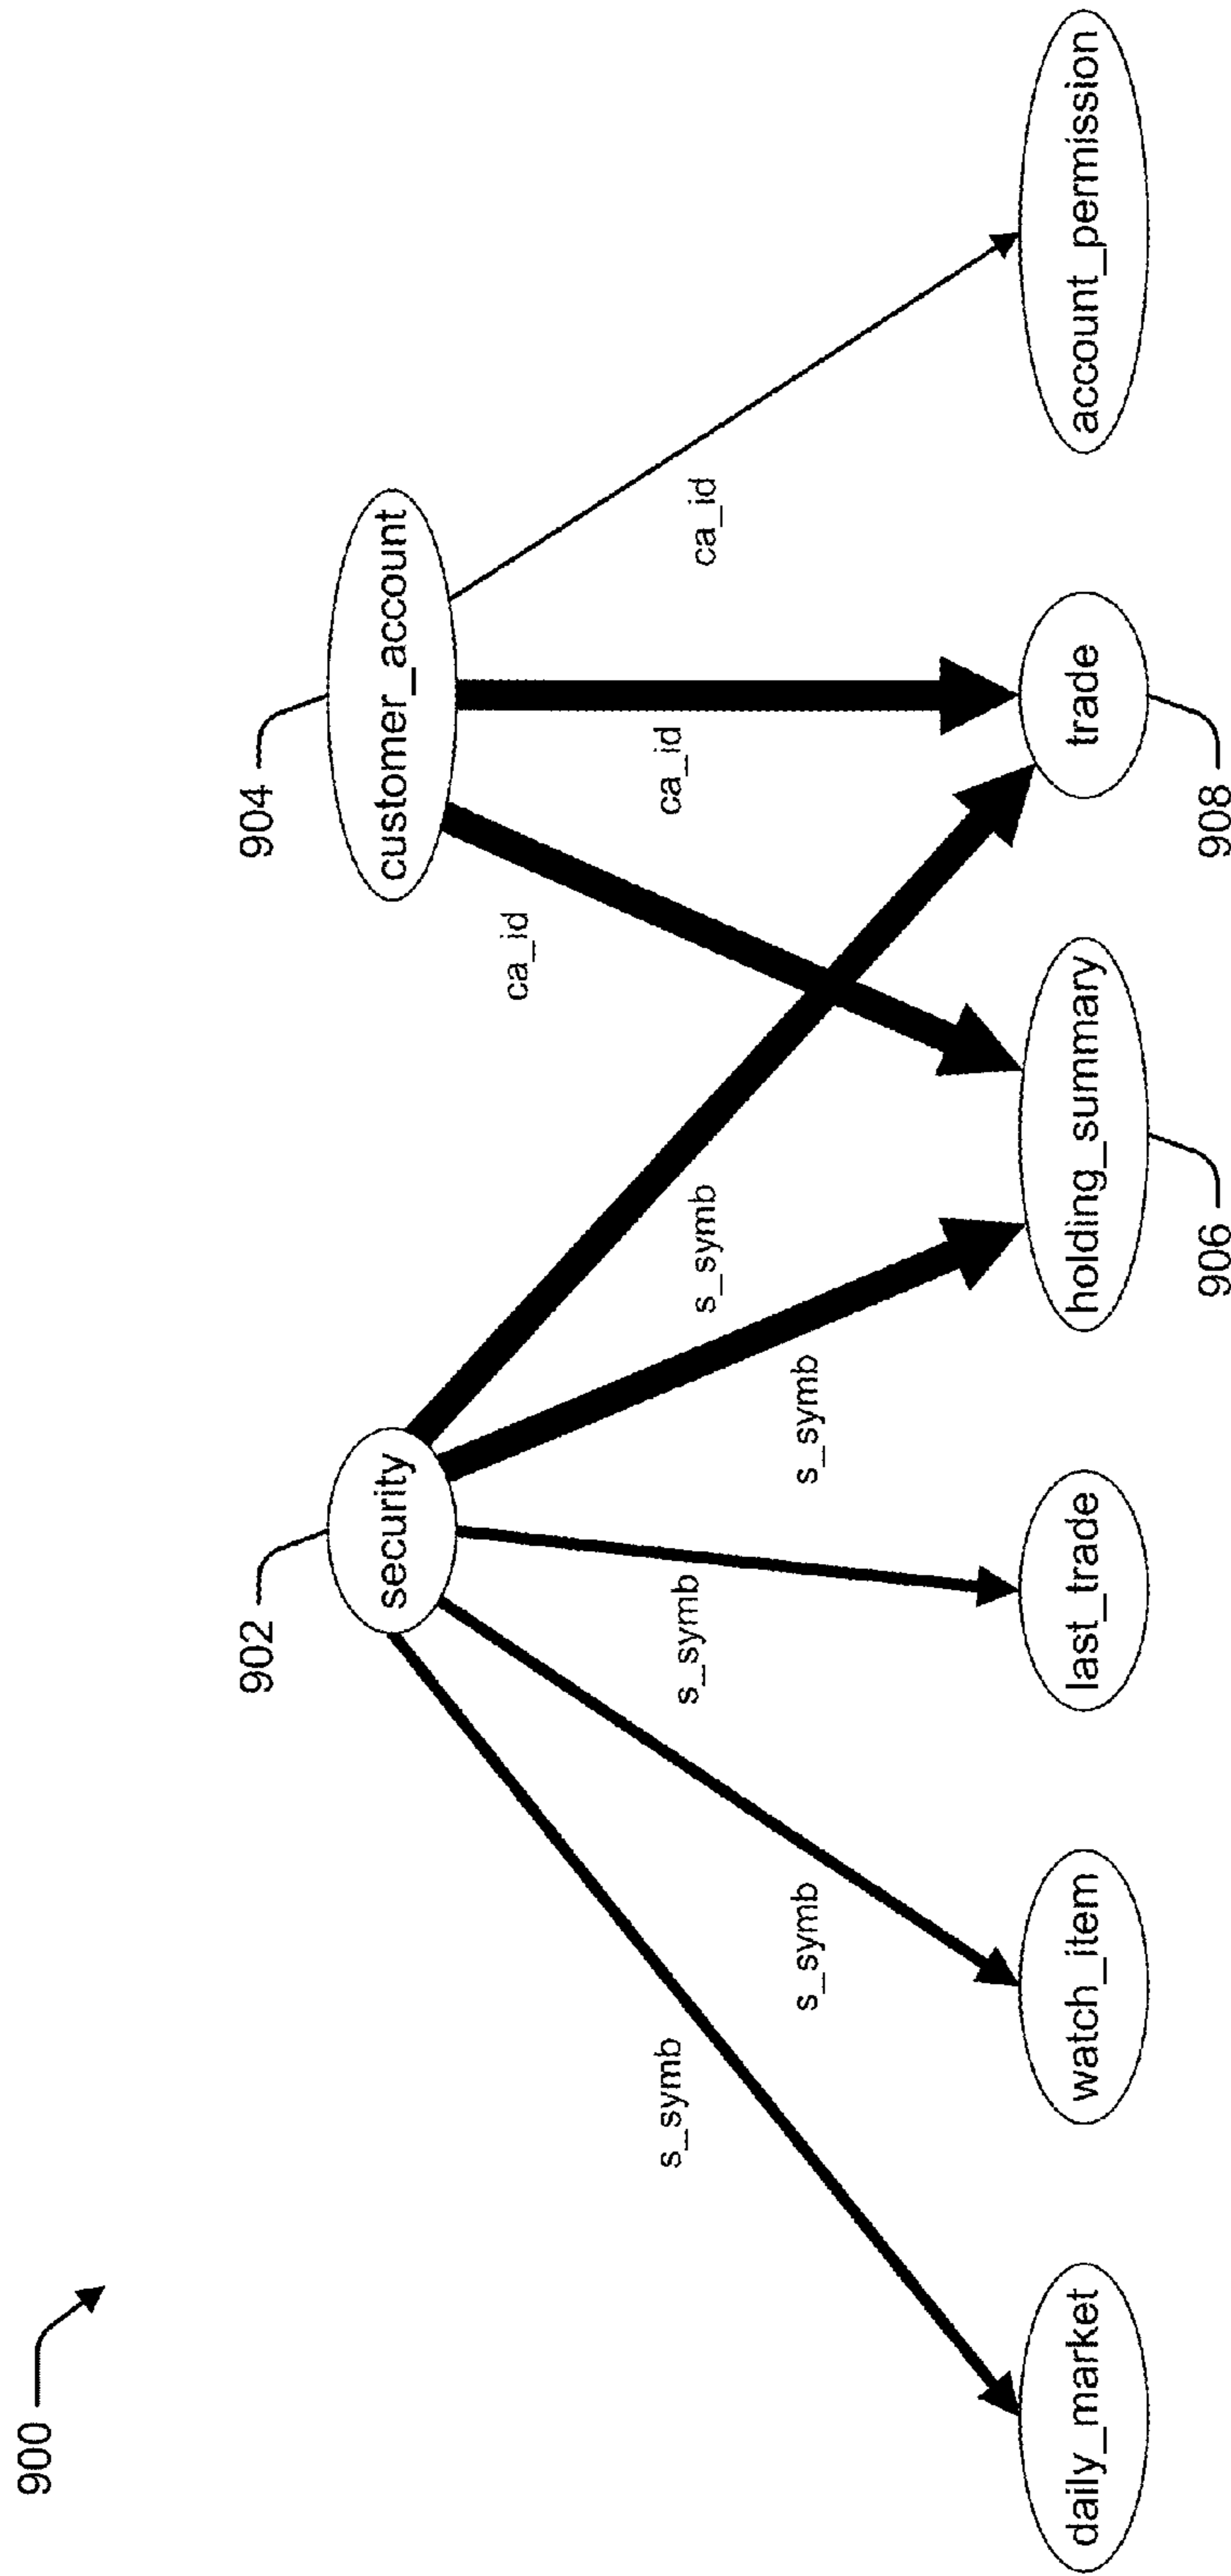 900
902
904
security
customer_account
ca_id
ca_id
ca_id
s_symb
s_symb
s_symb
s_symb
s_symb
daily_market
watch_item
last_trade
holding_summary
trade
account_permission
906
908